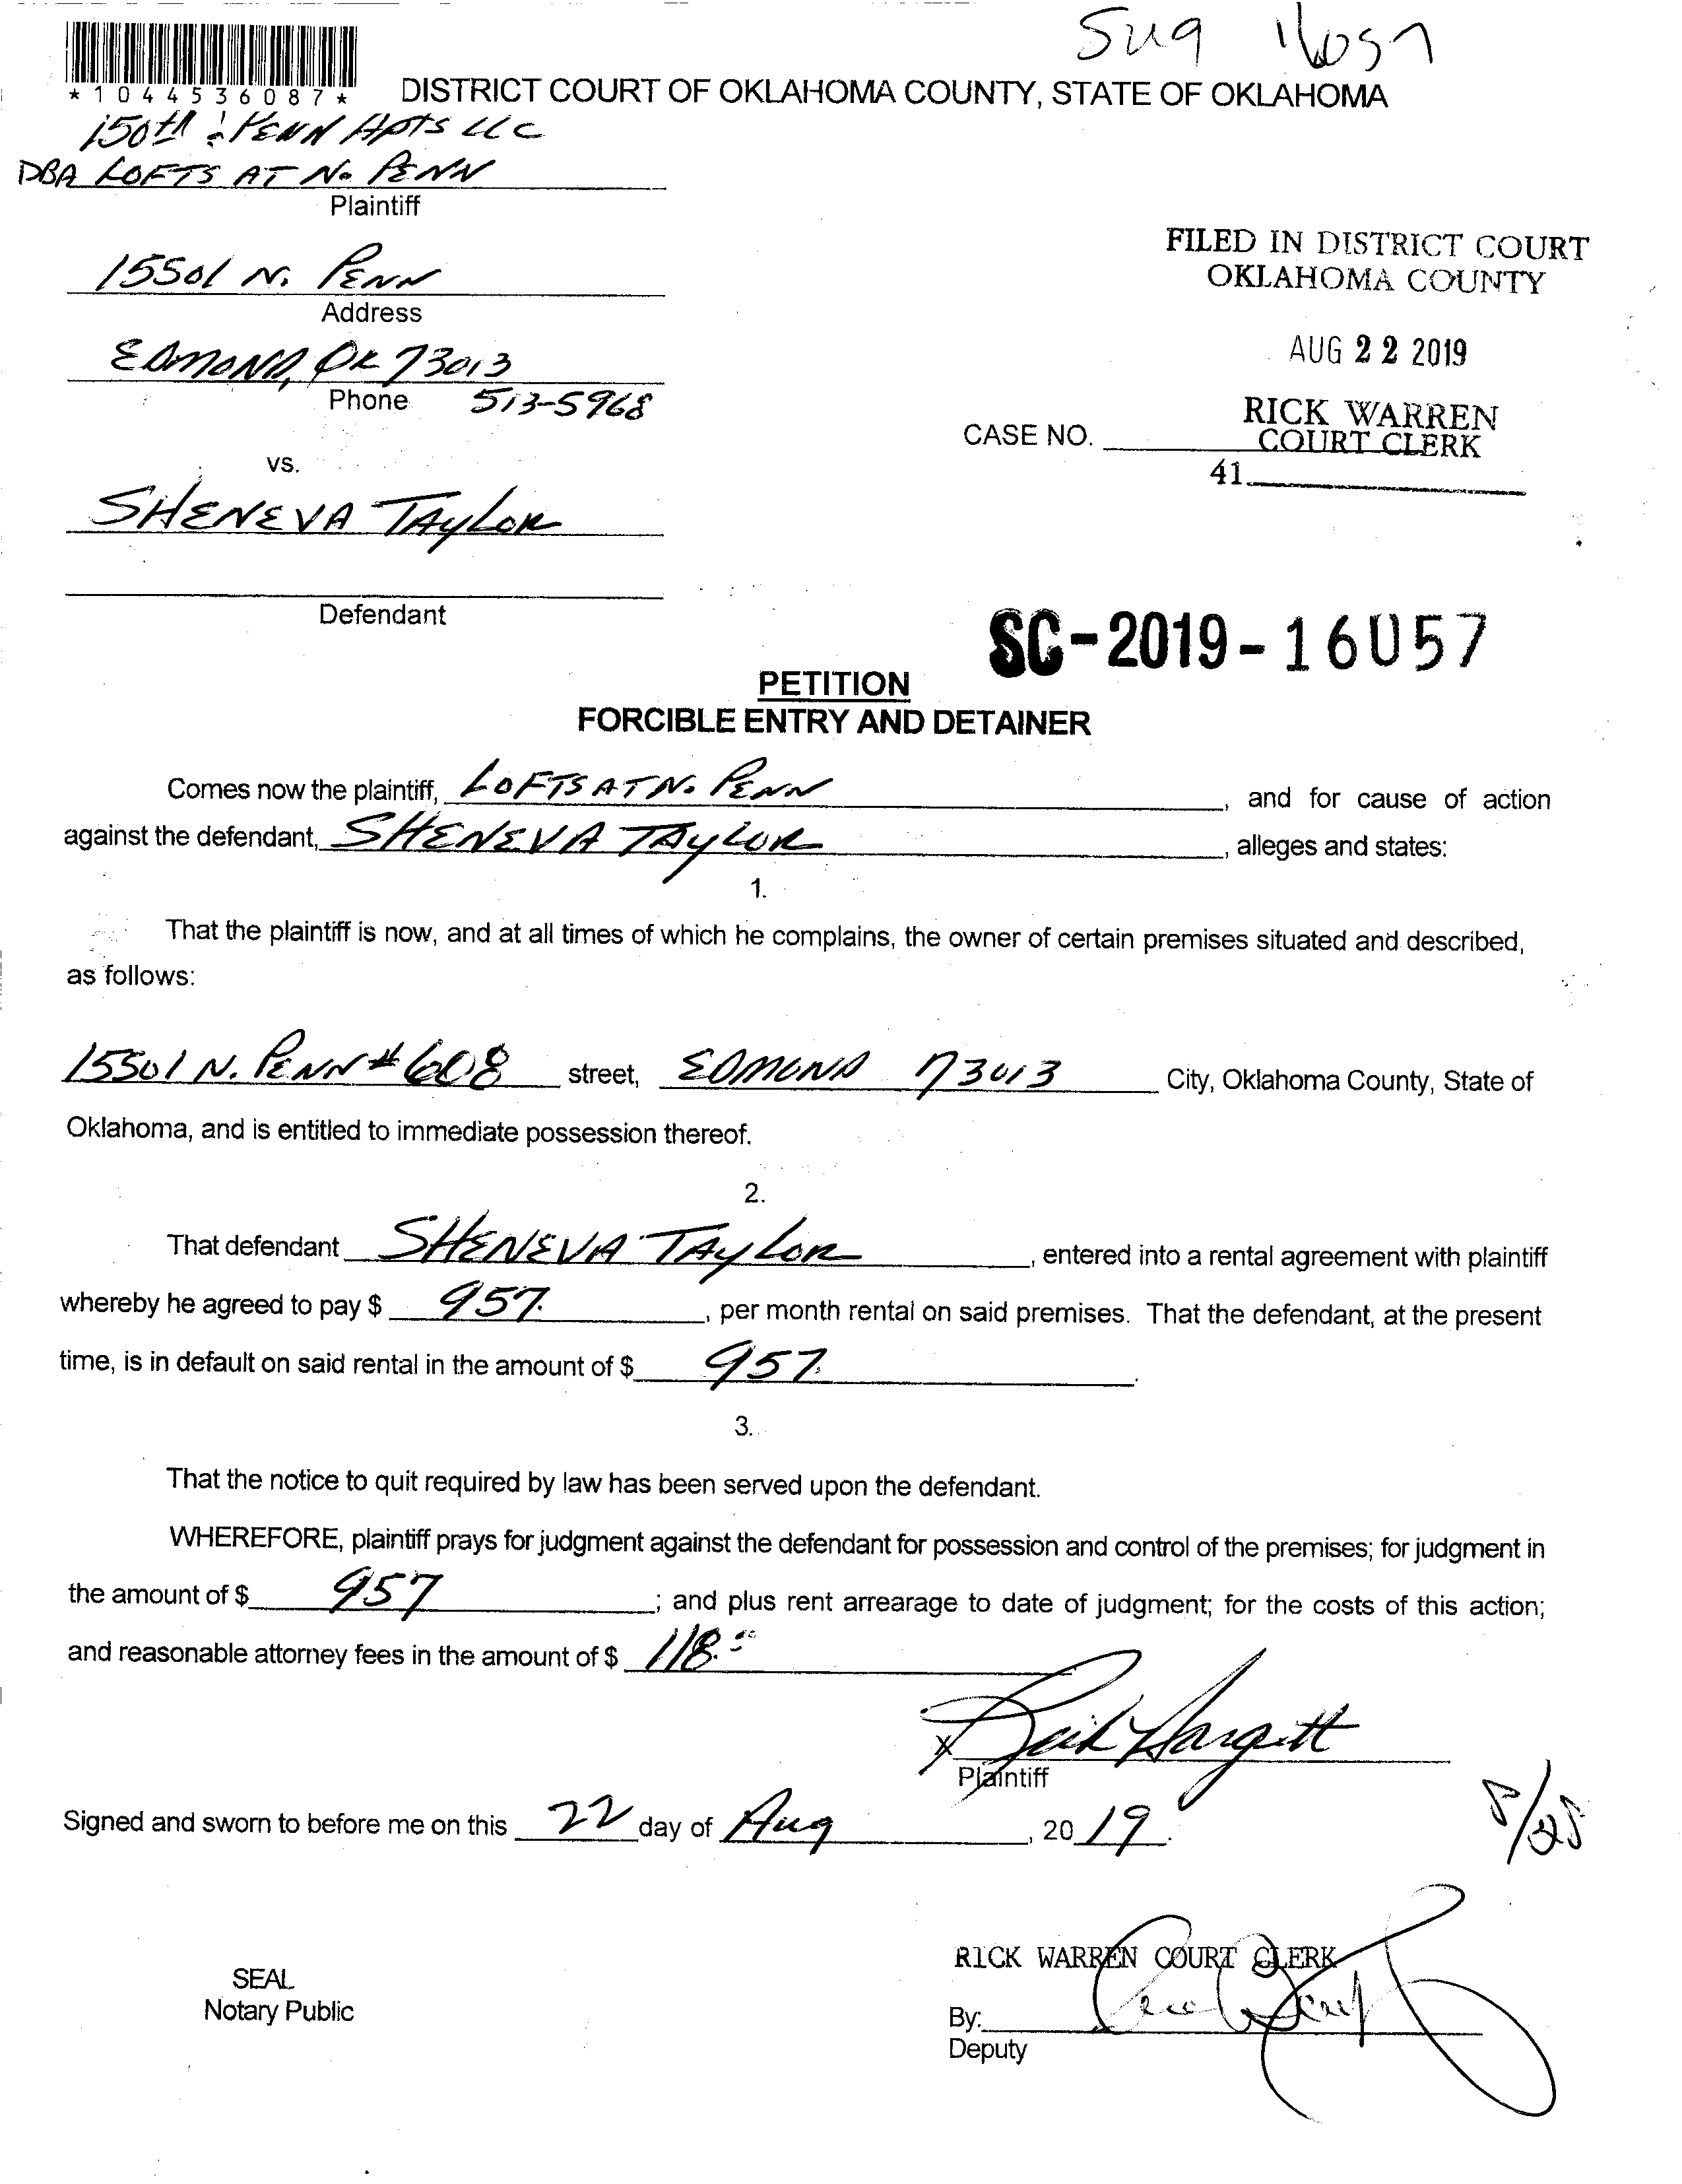 *1044536087*
DISTRICT COURT OF OKLAHOMA COUNTY, STATE OF OKLAHOMA
150th & PENN APTS LLC
DBA LOFTS AT N. PENN
Plaintiff
15501 N. PENN
Address
EDMOND, OK 73013
Phone 513-5968
vs.
SHENEVA TAYLOR
Defendant
FILED IN DISTRICT COURT
OKLAHOMA COUNTY
AUG 22 2019
RICK WARREN
COURT CLERK
CASE NO.
41
SC-2019-16057
PETITION
FORCIBLE ENTRY AND DETAINER
Comes now the plaintiff, LOFTS AT N. PENN, and for cause of action
against the defendant, SHENEVA TAYLOR, alleges and states:
1.
That the plaintiff is now, and at all times of which he complains, the owner of certain premises situated and described,
as follows:
15501 N. PENN #608 street, EDMOND 73013 City, Oklahoma County, State of
Oklahoma, and is entitled to immediate possession thereof.
2.
That defendant SHENEVA TAYLOR, entered into a rental agreement with plaintiff
whereby he agreed to pay $ 957., per month rental on said premises. That the defendant, at the present
time, is in default on said rental in the amount of $ 957.
3.
That the notice to quit required by law has been served upon the defendant.
WHEREFORE, plaintiff prays for judgment against the defendant for possession and control of the premises; for judgment in
the amount of $ 957; and plus rent arrearage to date of judgment; for the costs of this action;
and reasonable attorney fees in the amount of $ 118.
X
Plaintiff
Signed and sworn to before me on this 22 day of Aug, 2019.
SEAL
Notary Public
RICK WARREN COURT CLERK
By:
Deputy